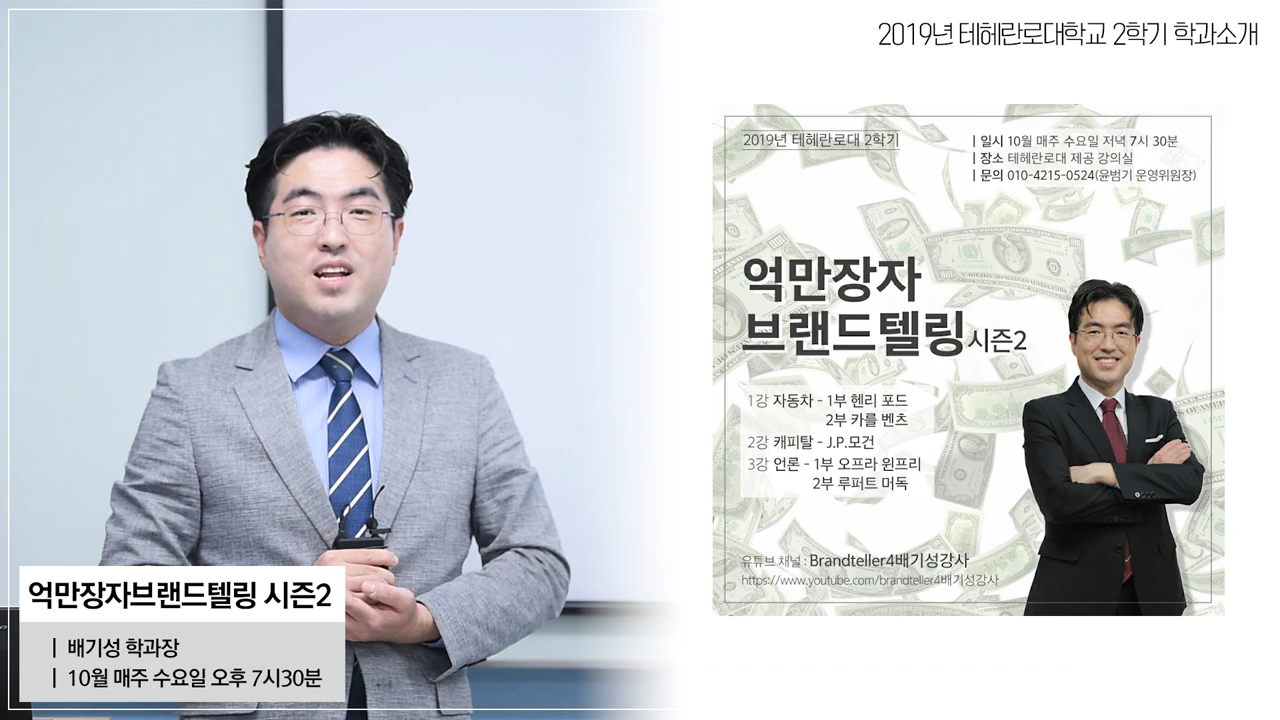 2019년 테헤란로대학교 2학기 학과소개
2019년 테헤란로대 2학기
| 일시 10월 매주 수요일 저녁 7시 30분
| 장소 테헤란로대 제공 강의실
| 문의 010-4215-0524(윤범기 운영위원장)
억만장자
브랜드텔링시즌2
1강 자동차 - 1부 헨리 포드
2부 카를 벤츠
2강 캐피탈 - J.P.모건
3강 언론 - 1부 오프라 윈프리
2부 루퍼트 머독
유튜브 채널 : Brandteller4배기성강사
https://www.youtube.com/brandteller4배기성강사
억만장자브랜드텔링 시즌2
| 배기성 학과장
| 10월 매주 수요일 오후 7시30분